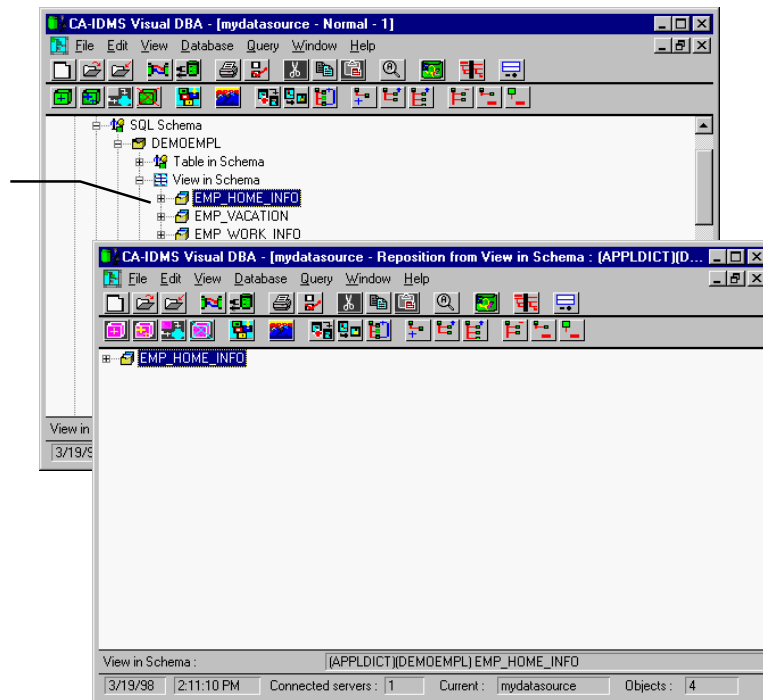 CA-IDMS Visual DBA - [mydatasource - Normal - 1]
File Edit View Database Query Window Help
SQL Schema
DEMOEMPL
Table in Schema
View in Schema
EMP_HOME_INFO
EMP_VACATION
EMP_WORK_INFO
View in
3/19/9
CA-IDMS Visual DBA - [mydatasource - Reposition from View in Schema : (APPLDICT)(D...
File Edit View Database Query Window Help
EMP_HOME_INFO
View in Schema : (APPLDICT)(DEMOEMPL) EMP_HOME_INFO
3/19/98 2:11:10 PM Connected servers : 1 Current : mydatasource Objects : 4